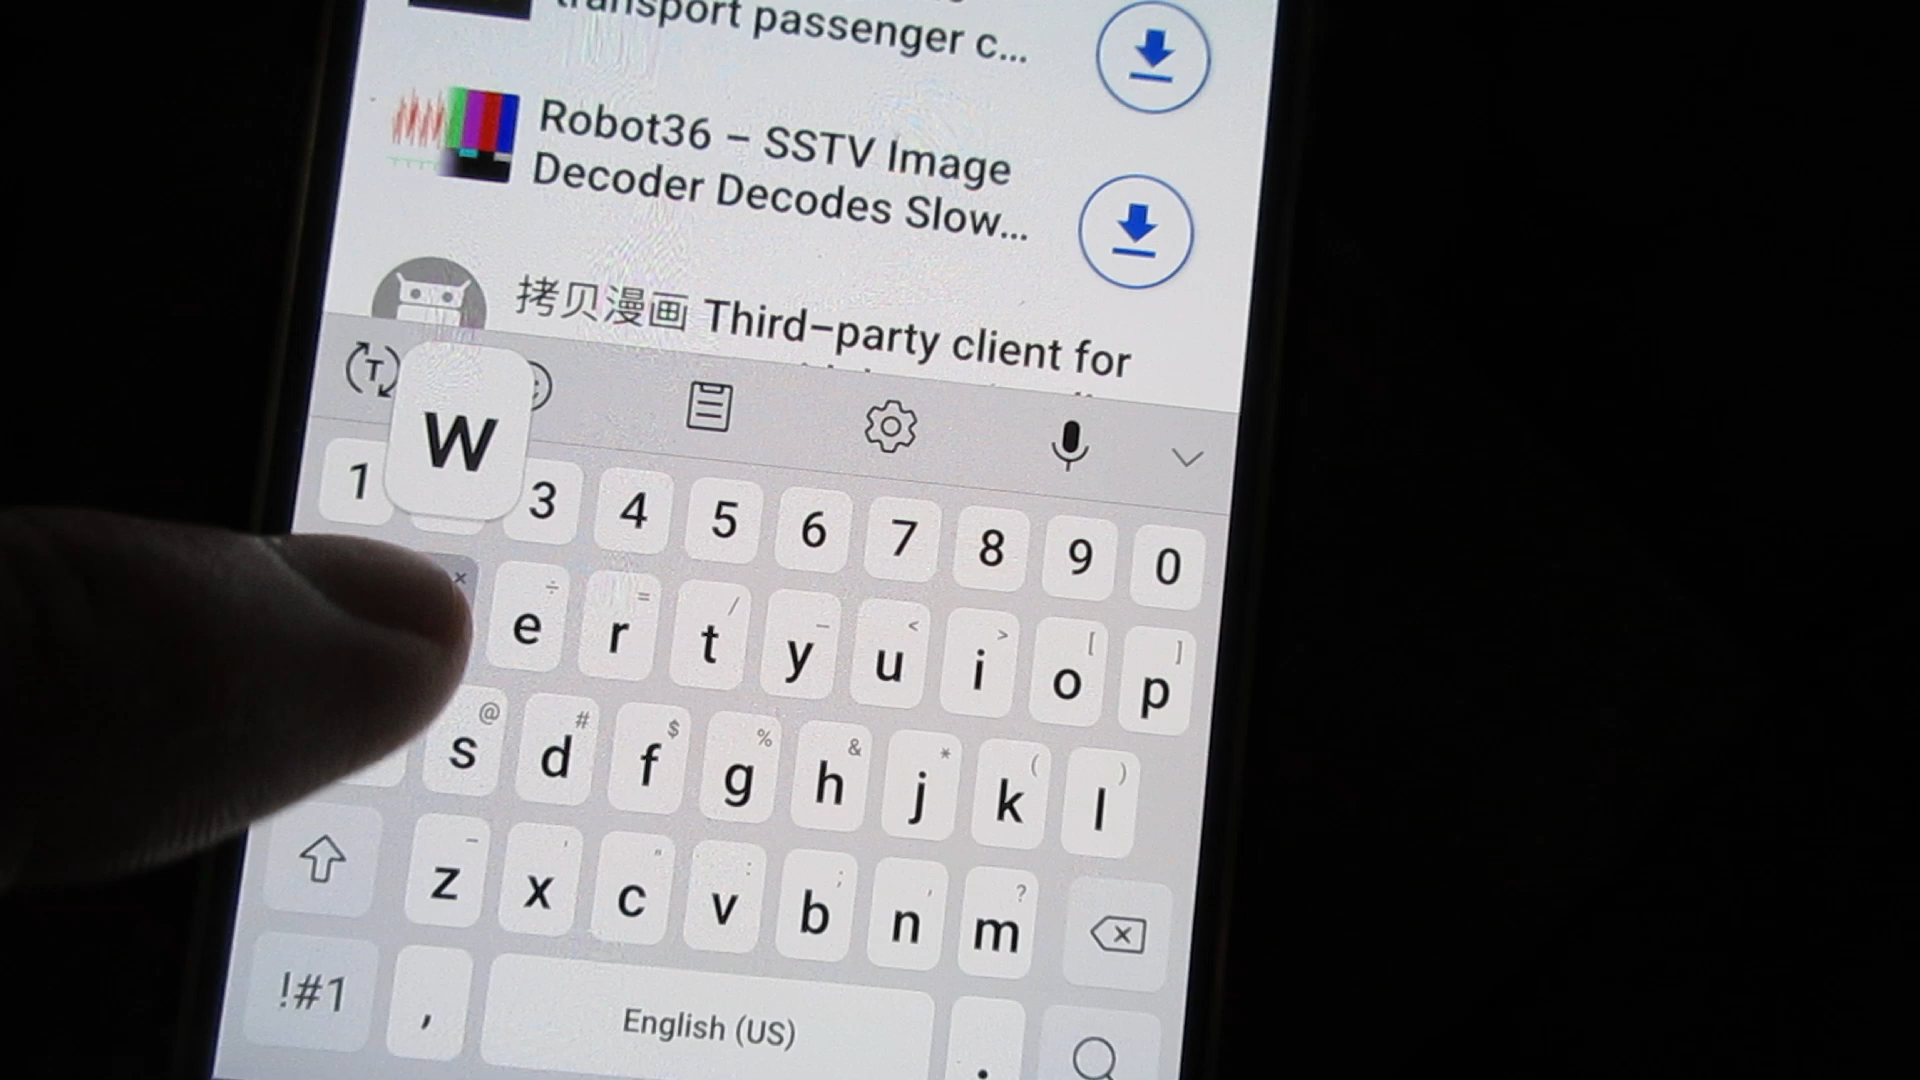 transport passenger c...
Robot36 – SSTV Image
Decoder Decodes Slow...
拷贝漫画 Third-party client for
T
W
1 3 4 5 6 7 8 9 0
× ÷ = / _ < > [ ]
e r t y u i o p
@ # $ % & * ( )
s d f g h j k l
- ' " : ; , ?
z x c v b n m
!#1 , English (US) .